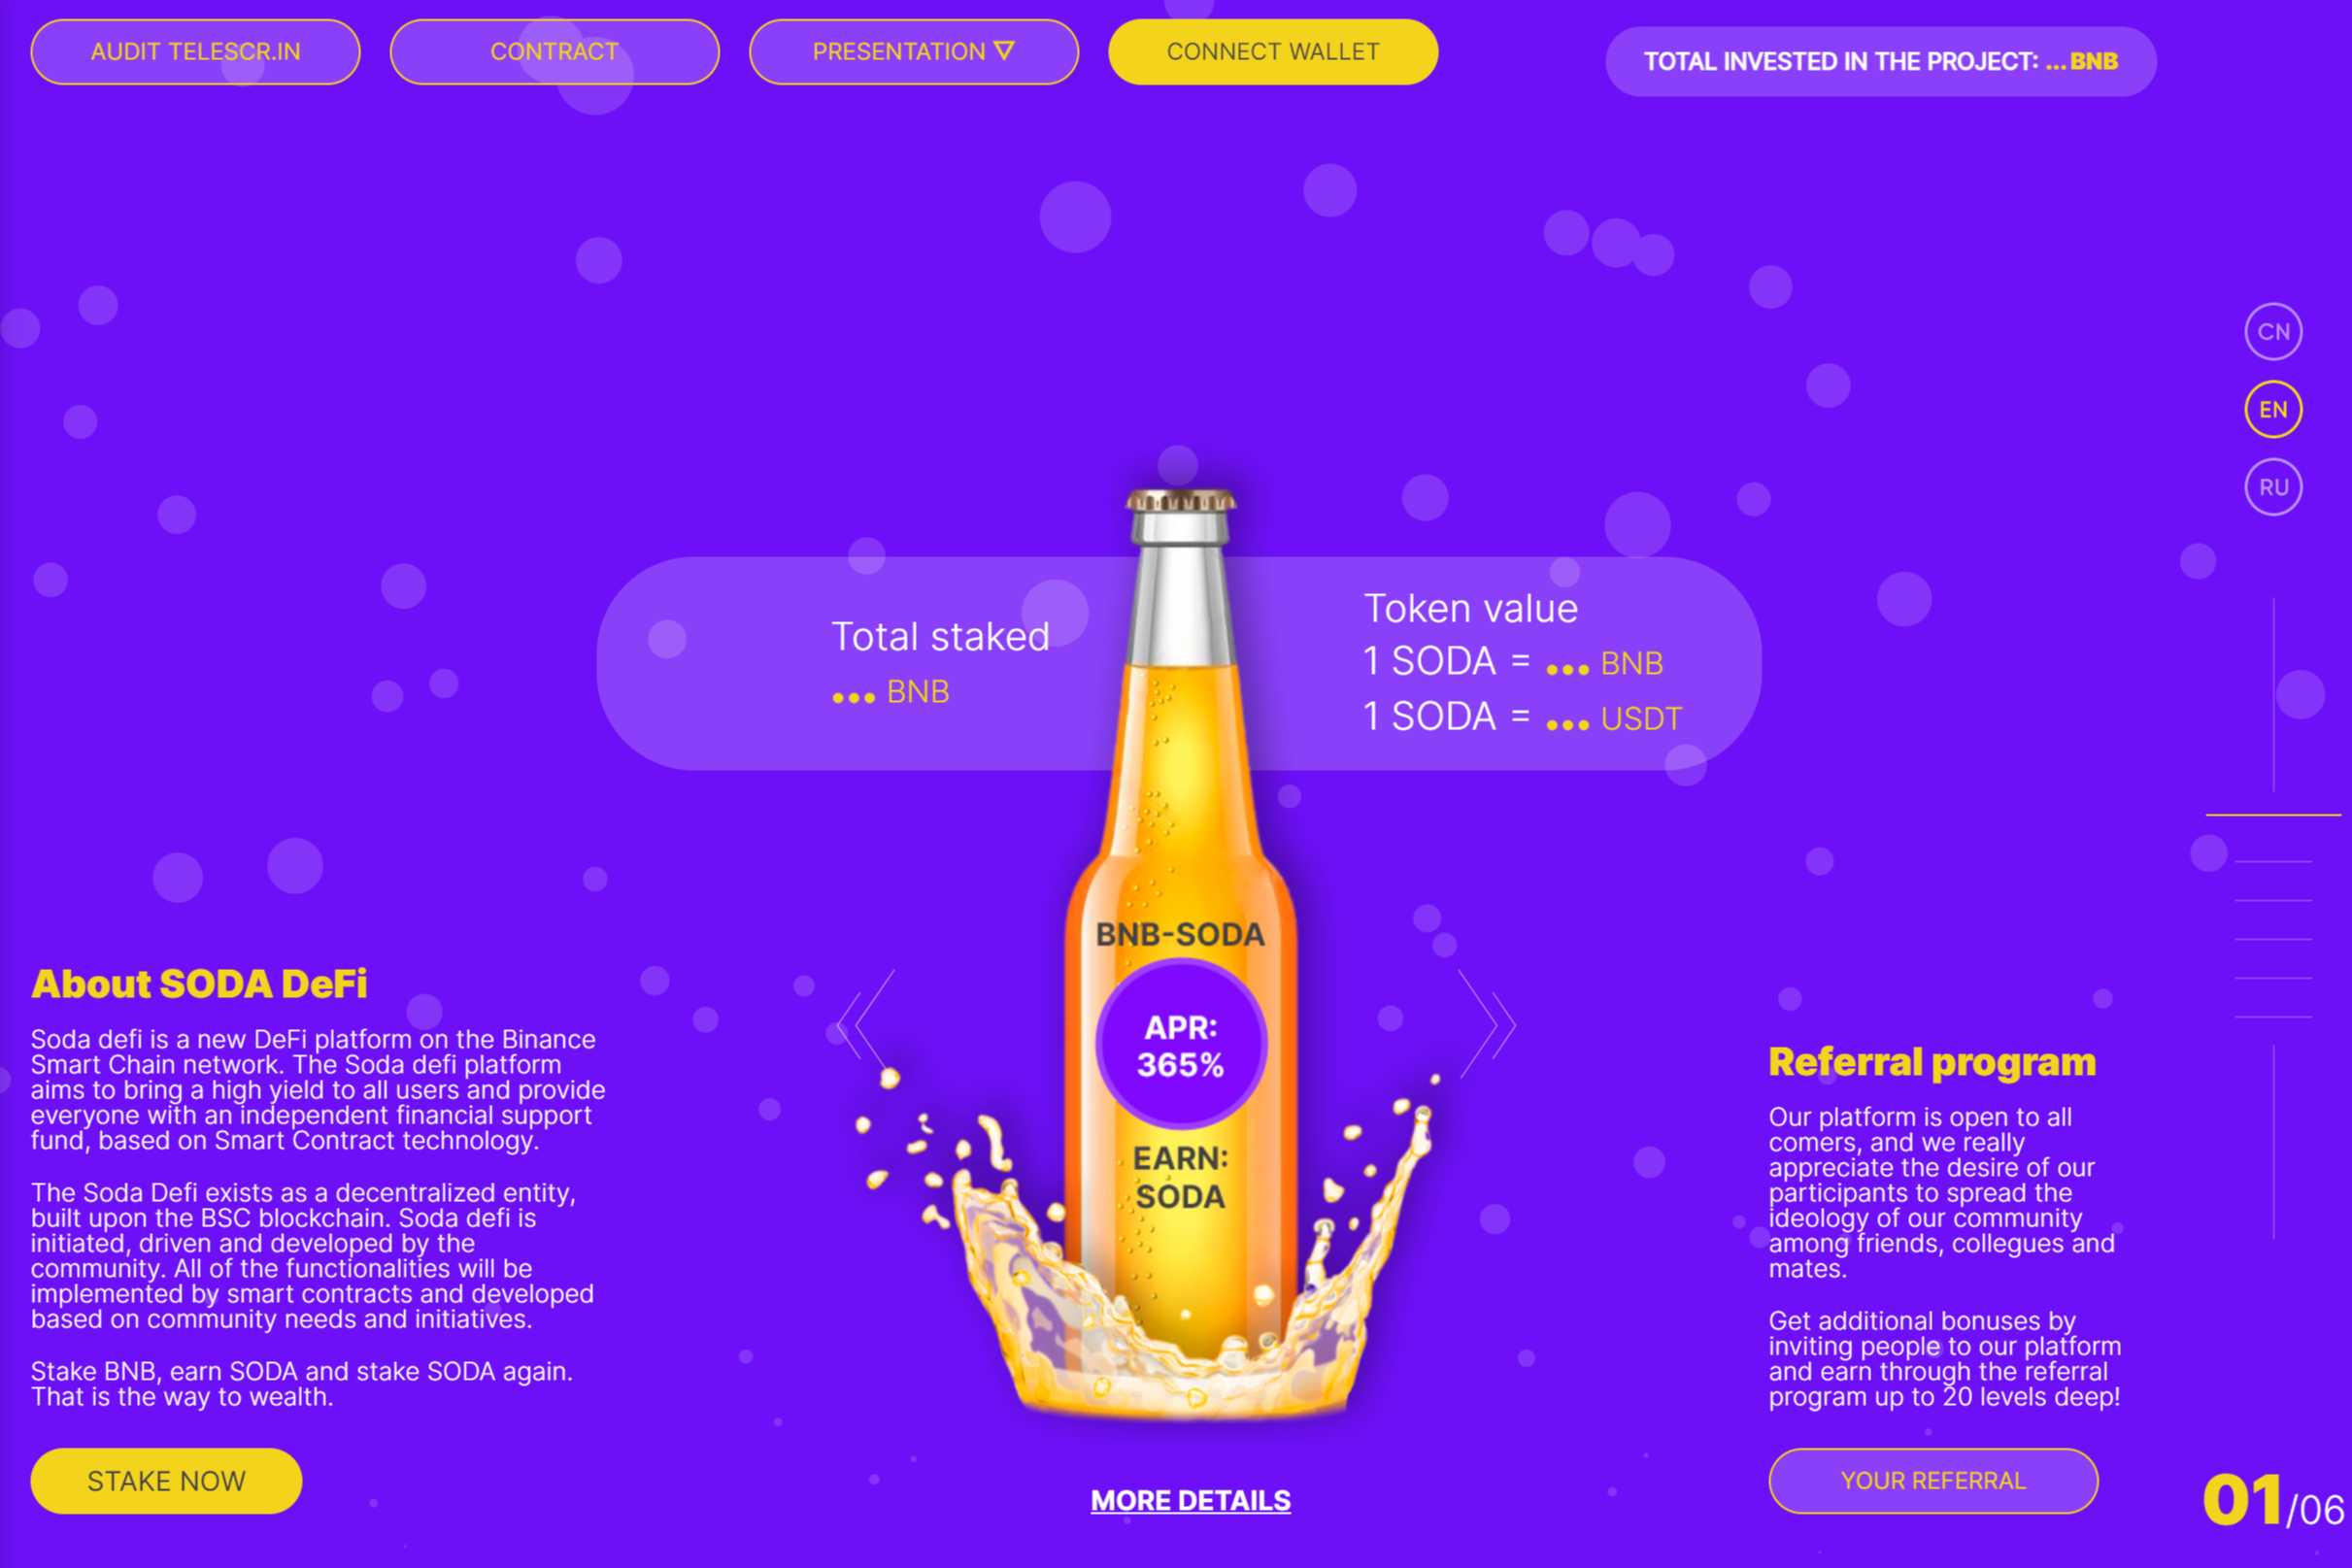 AUDIT TELESCR.IN
CONTRACT
PRESENTATION ▽
CONNECT WALLET
TOTAL INVESTED IN THE PROJECT: ... BNB
CN
EN
RU
Total staked
... BNB
Token value
1 SODA = ... BNB
1 SODA = ... USDT
BNB-SODA
APR:
365%
EARN:
SODA
About SODA DeFi
Soda defi is a new DeFi platform on the Binance
Smart Chain network. The Soda defi platform
aims to bring a high yield to all users and provide
everyone with an independent financial support
fund, based on Smart Contract technology.
The Soda Defi exists as a decentralized entity,
built upon the BSC blockchain. Soda defi is
initiated, driven and developed by the
community. All of the functionalities will be
implemented by smart contracts and developed
based on community needs and initiatives.
Stake BNB, earn SODA and stake SODA again.
That is the way to wealth.
STAKE NOW
MORE DETAILS
Referral program
Our platform is open to all
comers, and we really
appreciate the desire of our
participants to spread the
ideology of our community
among friends, collegues and
mates.
Get additional bonuses by
inviting people to our platform
and earn through the referral
program up to 20 levels deep!
YOUR REFERRAL
01/06